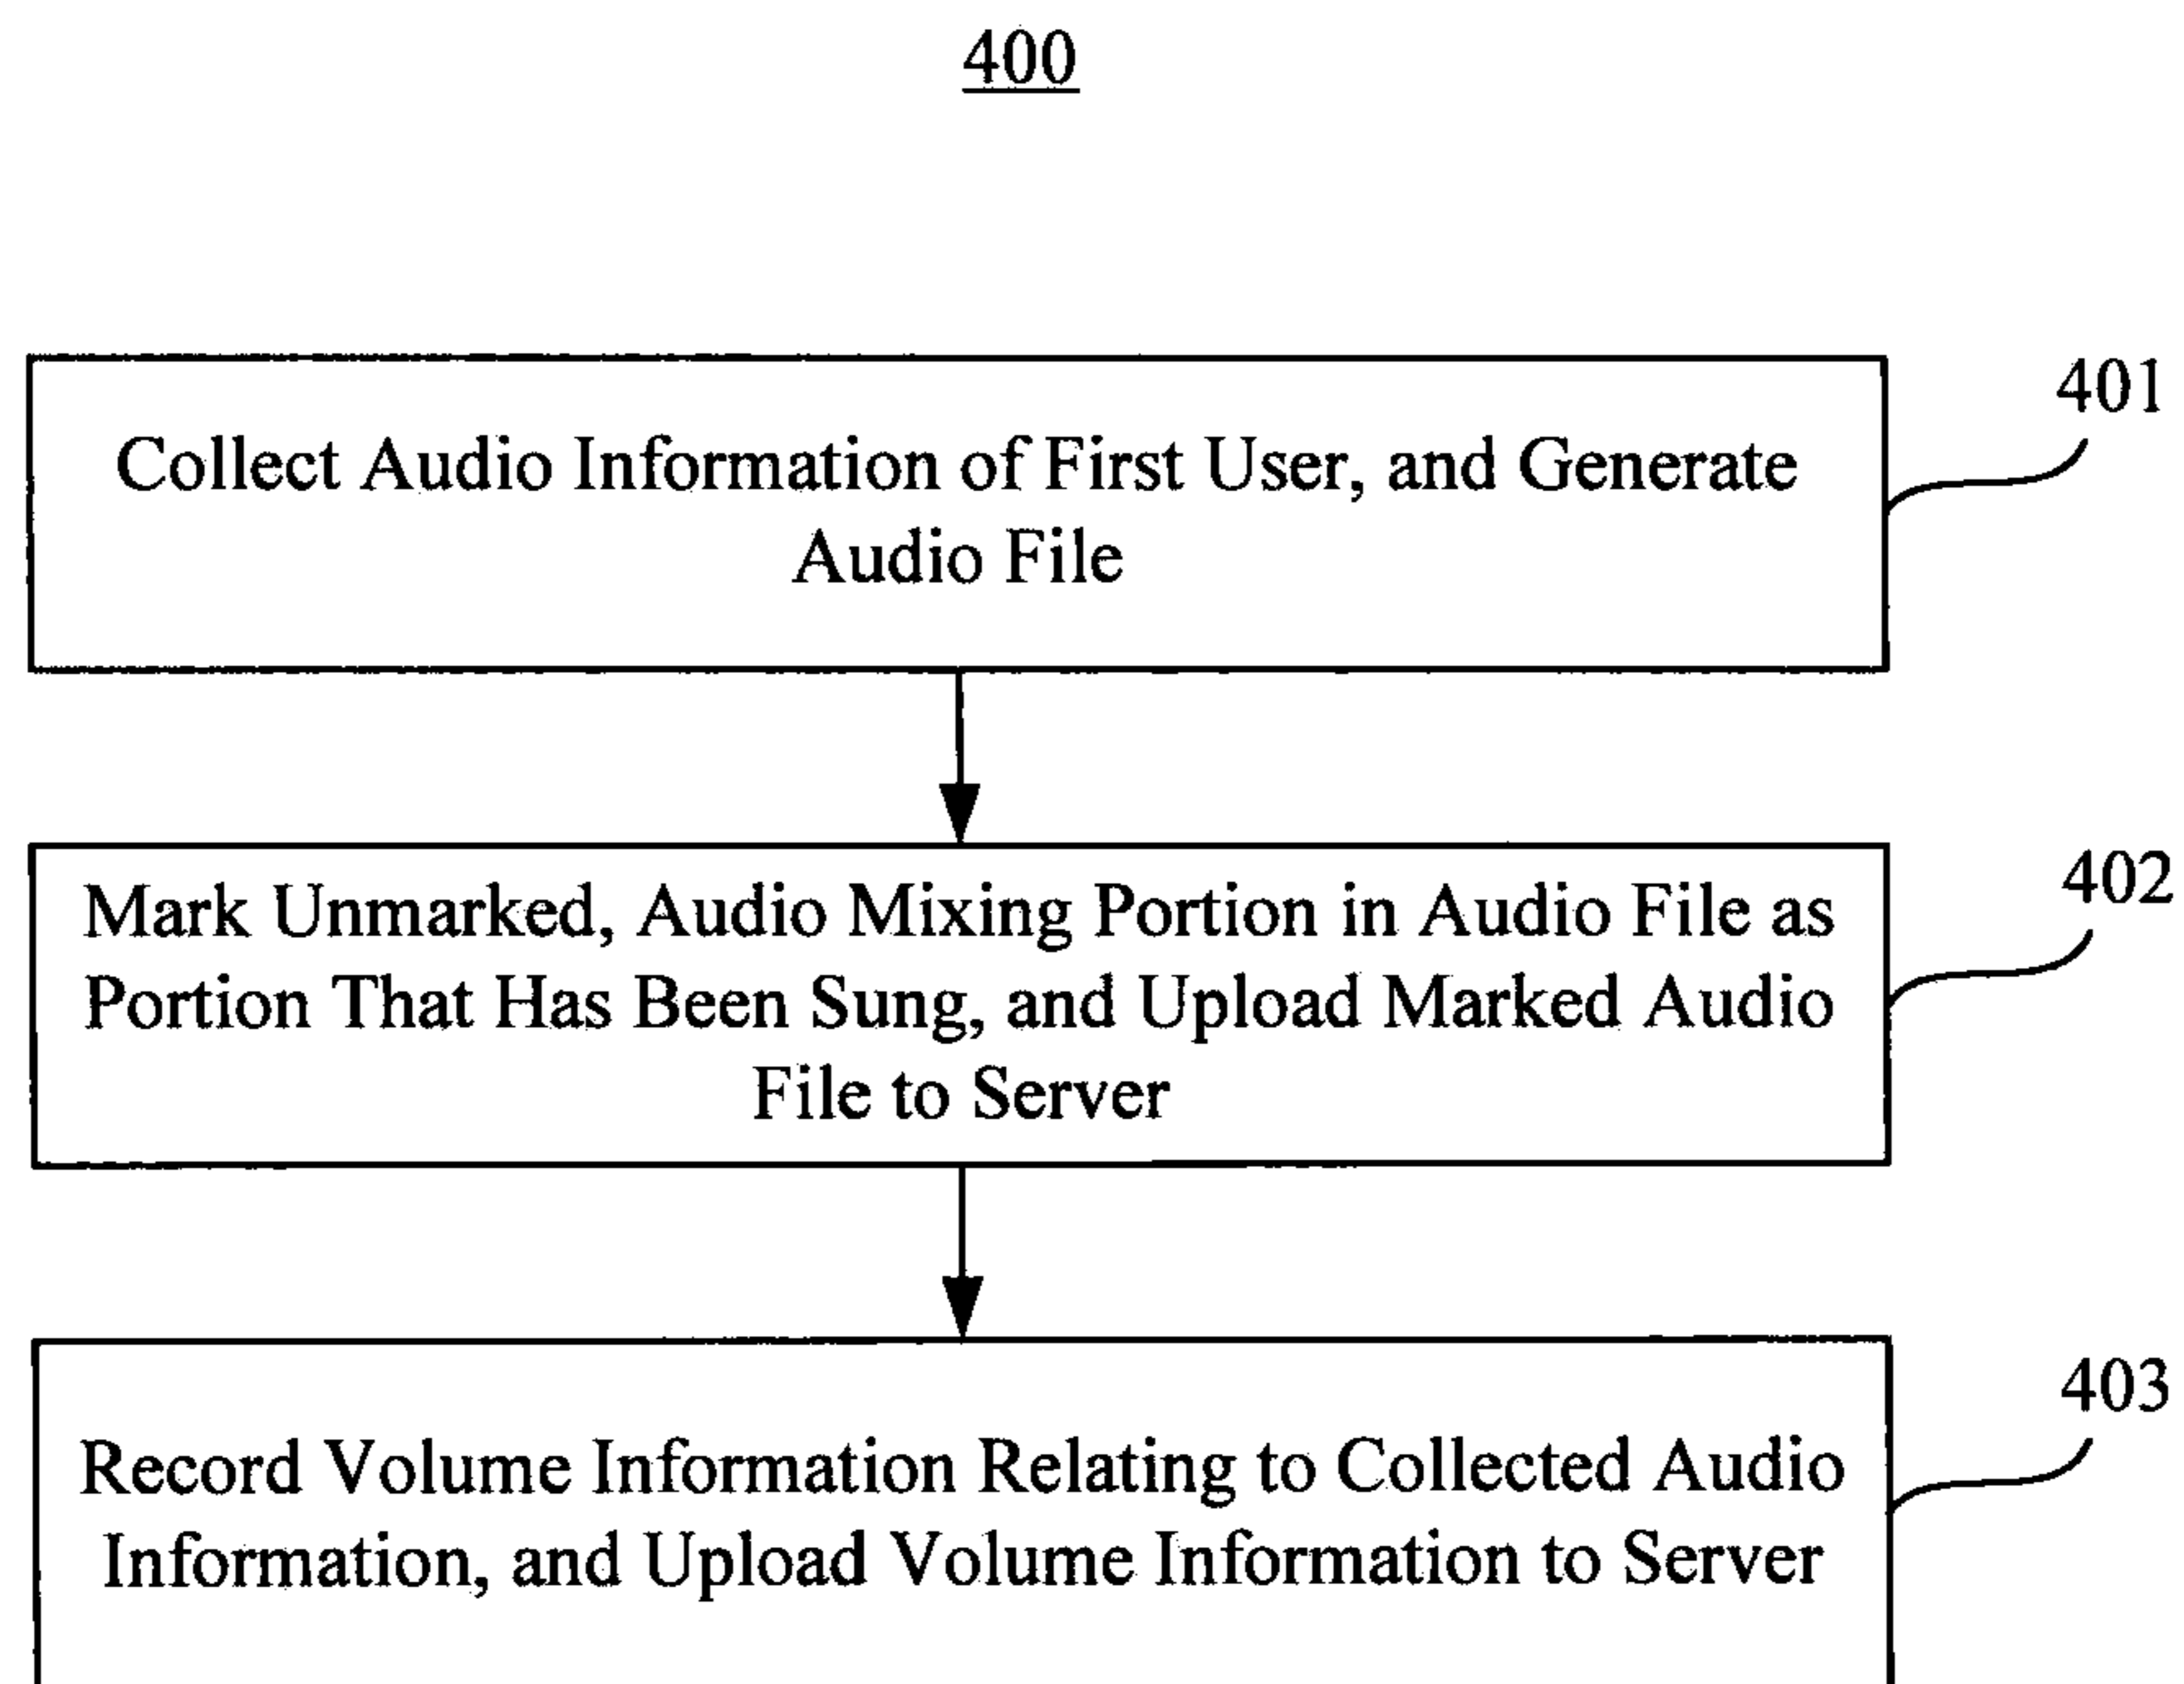 400
401
Collect Audio Information of First User, and Generate
Audio File
402
Mark Unmarked, Audio Mixing Portion in Audio File as
Portion That Has Been Sung, and Upload Marked Audio
File to Server
403
Record Volume Information Relating to Collected Audio
Information, and Upload Volume Information to Server